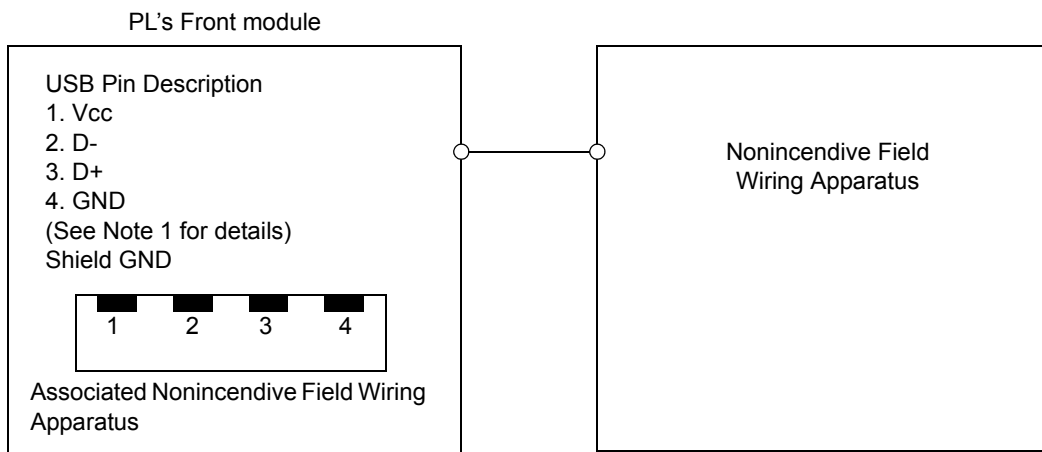 PL’s Front module
USB Pin Description
1. Vcc
2. D-
3. D+
4. GND
(See Note 1 for details)
Shield GND
1 2 3 4
Associated Nonincendive Field Wiring
Apparatus
Nonincendive Field
Wiring Apparatus